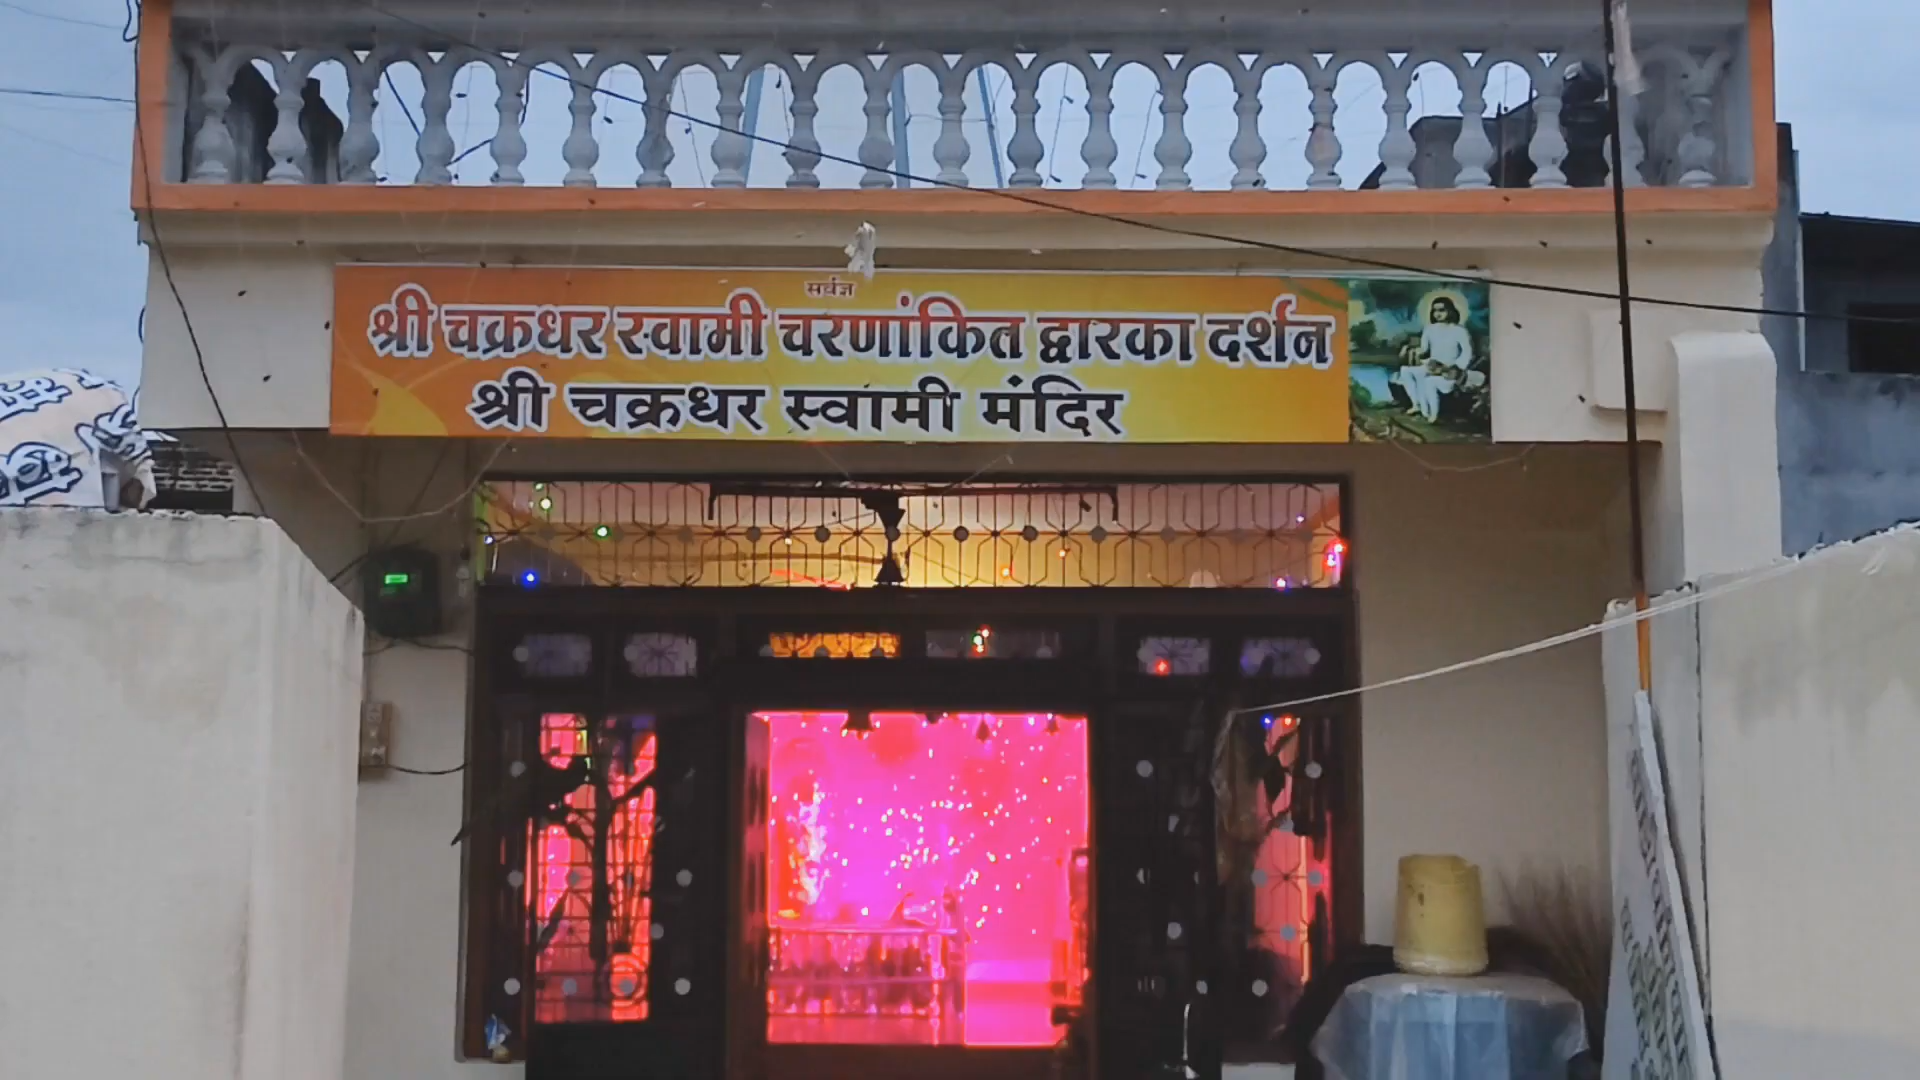 सर्वज्ञ
श्री चक्रधर स्वामी चरणांकित द्वारका दर्शन
श्री चक्रधर स्वामी मंदिर